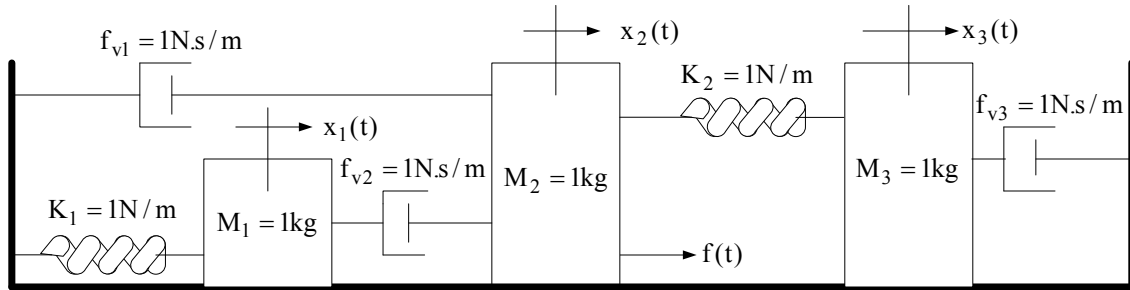 f_v1 = 1N.s/m
x_2(t)
x_3(t)
K_2 = 1N/m
f_v3 = 1N.s/m
x_1(t)
f_v2 = 1N.s/m
M_2 = 1kg
M_3 = 1kg
K_1 = 1N/m
M_1 = 1kg
f(t)